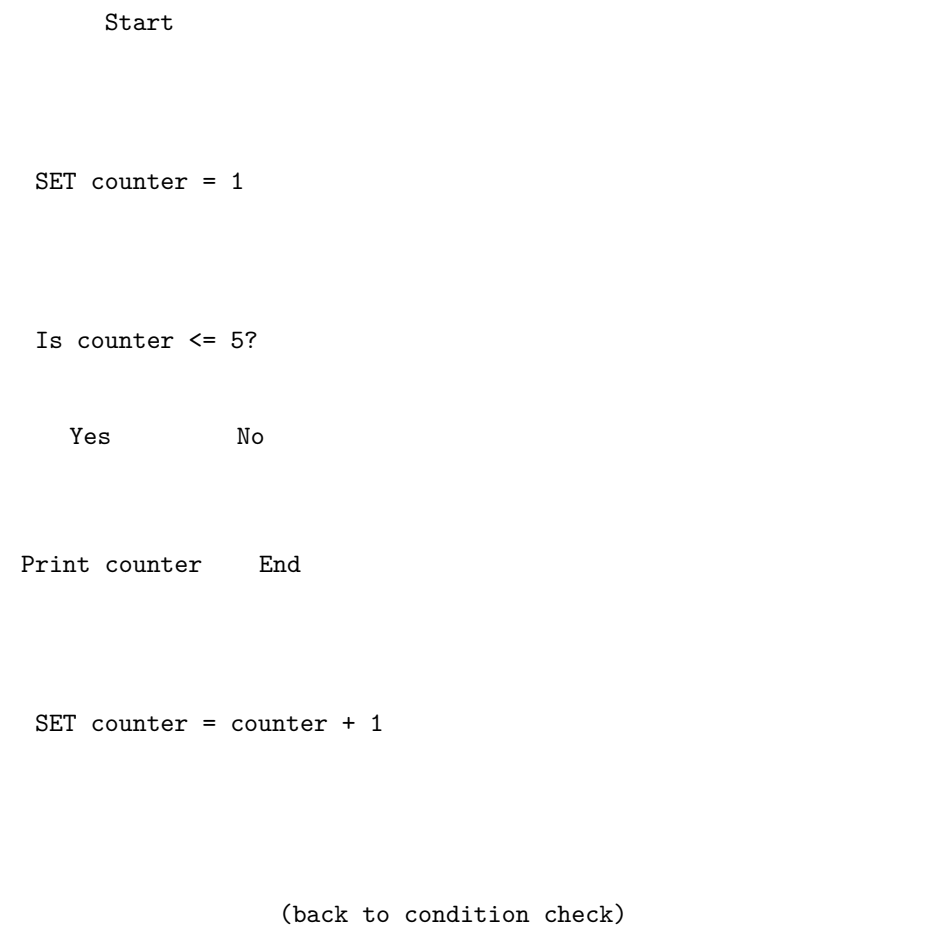 Start
SET counter = 1
Is counter <= 5?
Yes No
Print counter End
SET counter = counter + 1
(back to condition check)